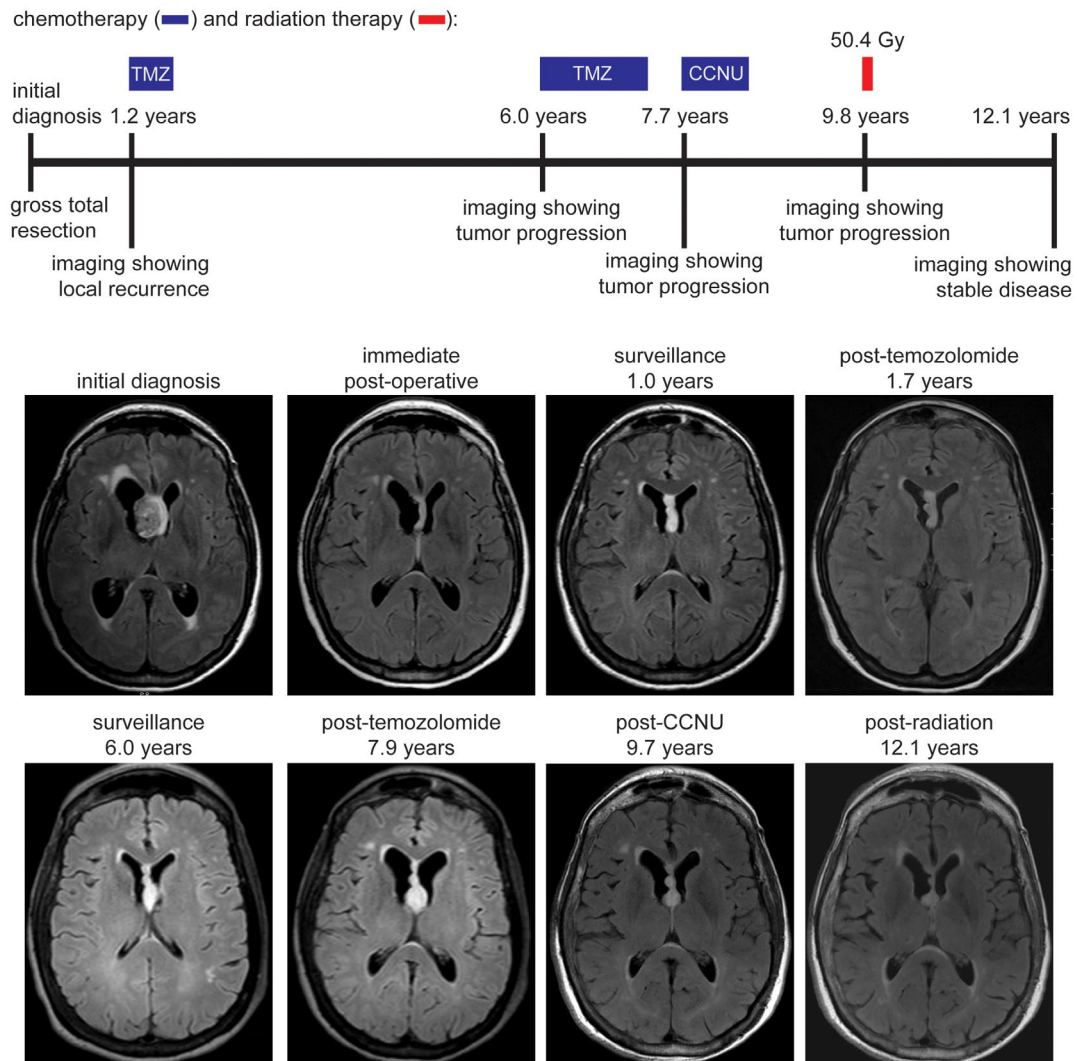 chemotherapy ( ) and radiation therapy ( ):
50.4 Gy
TMZ
TMZ
CCNU
initial
diagnosis
1.2 years
6.0 years
7.7 years
9.8 years
12.1 years
gross total
resection
imaging showing
local recurrence
imaging showing
tumor progression
imaging showing
tumor progression
imaging showing
tumor progression
imaging showing
stable disease
initial diagnosis
immediate
post-operative
surveillance
1.0 years
post-temozolomide
1.7 years
surveillance
6.0 years
post-temozolomide
7.9 years
post-CCNU
9.7 years
post-radiation
12.1 years